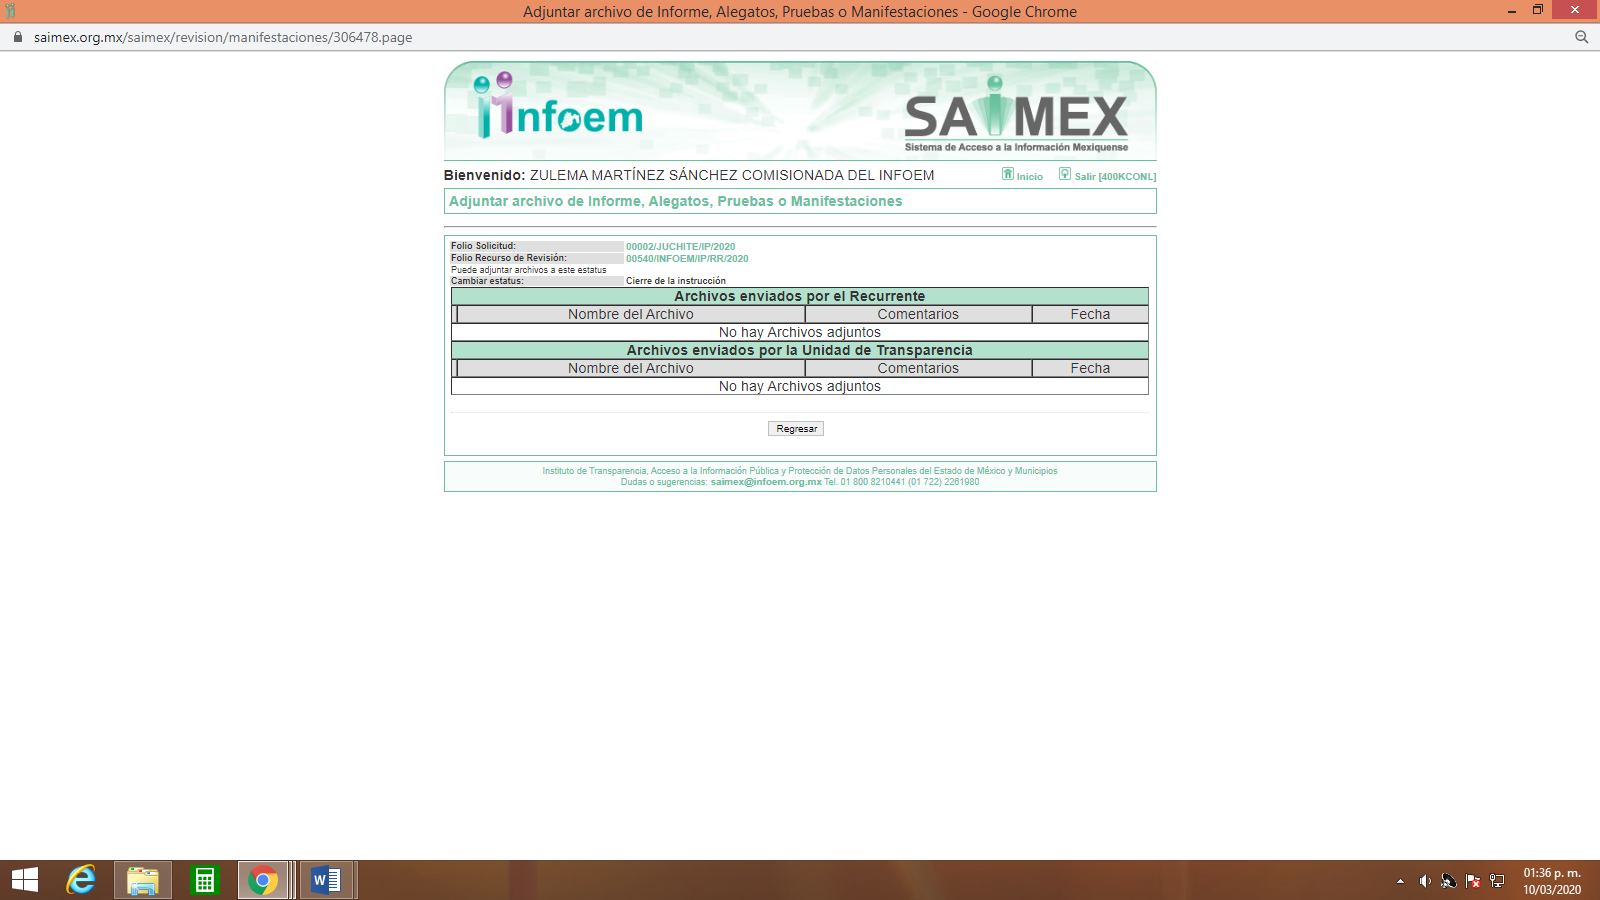 Adjuntar archivo de Informe, Alegatos, Pruebas o Manifestaciones - Google Chrome
saimex.org.mx/saimex/revision/manifestaciones/306478.page
infoem
SAIMEX
Sistema de Acceso a la Información Mexiquense
Bienvenido: ZULEMA MARTÍNEZ SÁNCHEZ COMISIONADA DEL INFOEM
Inicio Salir [400KCONL]
Adjuntar archivo de Informe, Alegatos, Pruebas o Manifestaciones
Folio Solicitud: 00002/JUCHITE/IP/2020
Folio Recurso de Revisión: 00540/INFOEM/IP/RR/2020
Puede adjuntar archivos a este estatus
Cambiar estatus: Cierre de la instrucción
Archivos enviados por el Recurrente
Nombre del Archivo Comentarios Fecha
No hay Archivos adjuntos
Archivos enviados por la Unidad de Transparencia
Nombre del Archivo Comentarios Fecha
No hay Archivos adjuntos
Regresar
Instituto de Transparencia, Acceso a la Información Pública y Protección de Datos Personales del Estado de México y Municipios
Dudas o sugerencias: saimex@infoem.org.mx Tel. 01 800 8210441 (01 722) 2261980
01:36 p. m.
10/03/2020